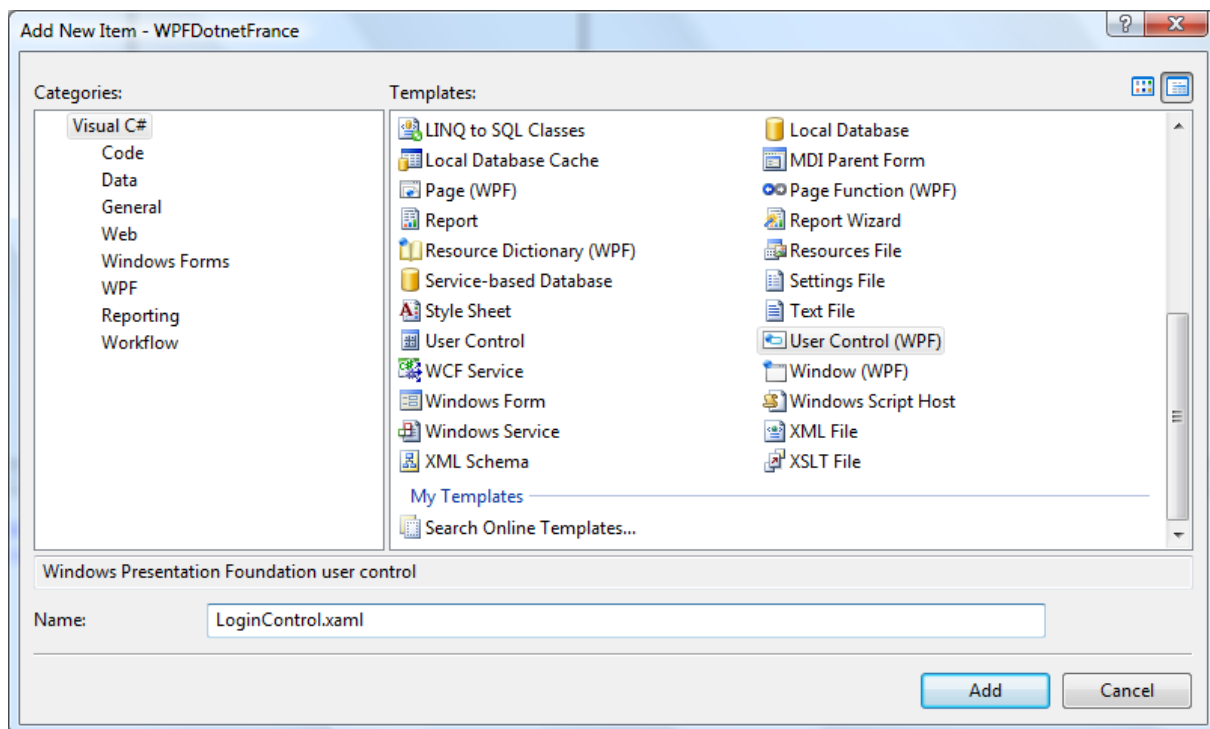 Add New Item - WPFDotnetFrance
Categories:
Templates:
Visual C#
Code
Data
General
Web
Windows Forms
WPF
Reporting
Workflow
LINQ to SQL Classes
Local Database
Local Database Cache
MDI Parent Form
Page (WPF)
Page Function (WPF)
Report
Report Wizard
Resource Dictionary (WPF)
Resources File
Service-based Database
Settings File
Style Sheet
Text File
User Control
User Control (WPF)
WCF Service
Window (WPF)
Windows Form
Windows Script Host
Windows Service
XML File
XML Schema
XSLT File
My Templates
Search Online Templates...
Windows Presentation Foundation user control
Name:
LoginControl.xaml
Add
Cancel